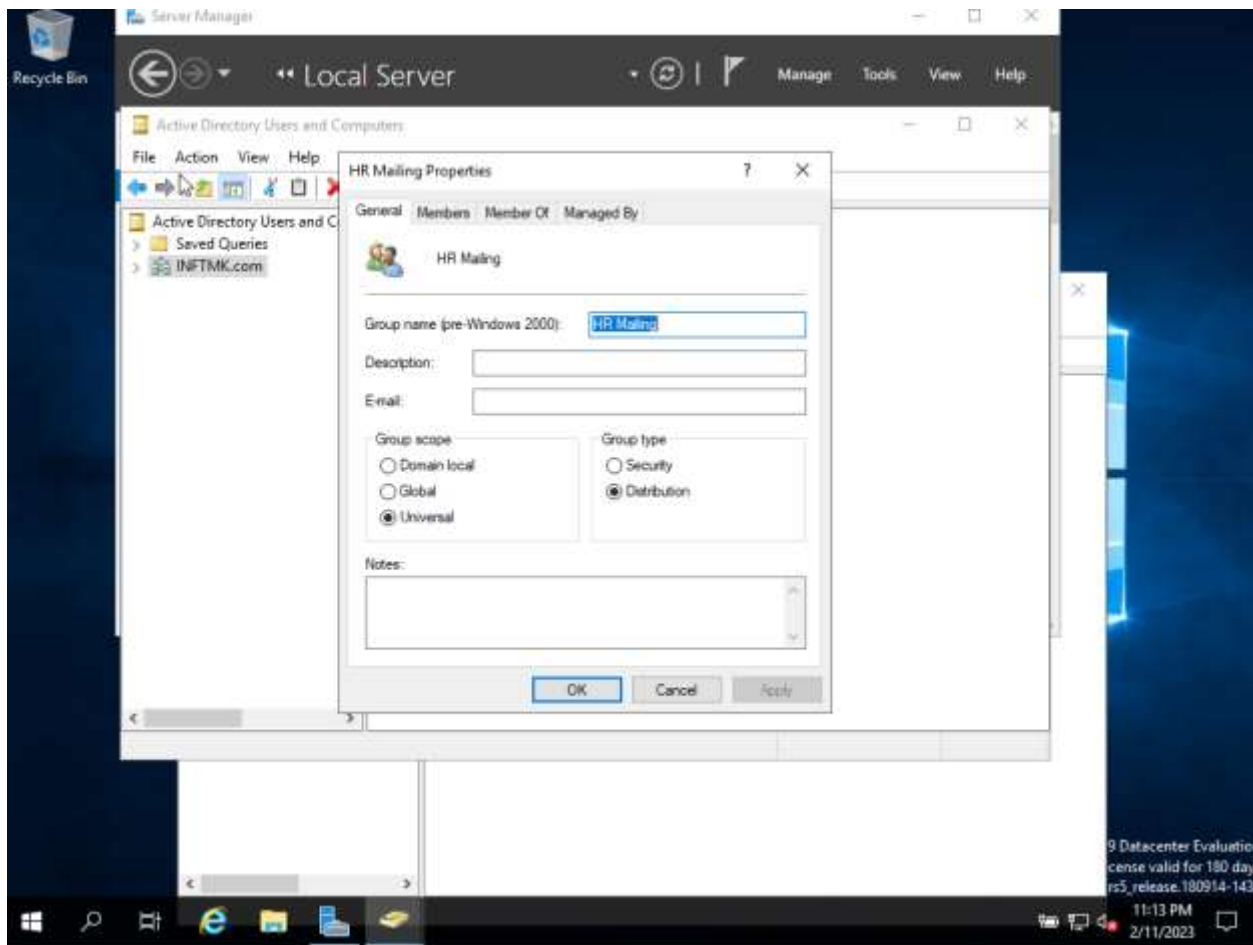 Server Manager
Recycle Bin
Local Server
Manage Tools View Help
Active Directory Users and Computers
File Action View Help
HR Mailing Properties
?
Active Directory Users and C
Saved Queries
INFTMK.com
General Members Member Of Managed By
HR Mailing
Group name (pre-Windows 2000): HR Mailing
Description:
E-mail:
Group scope
Domain local
Global
Universal
Group type
Security
Distribution
Notes:
OK Cancel Apply
9 Datacenter Evaluatio
cense valid for 180 day
rs5_release.180914-143
11:13 PM
2/11/2023